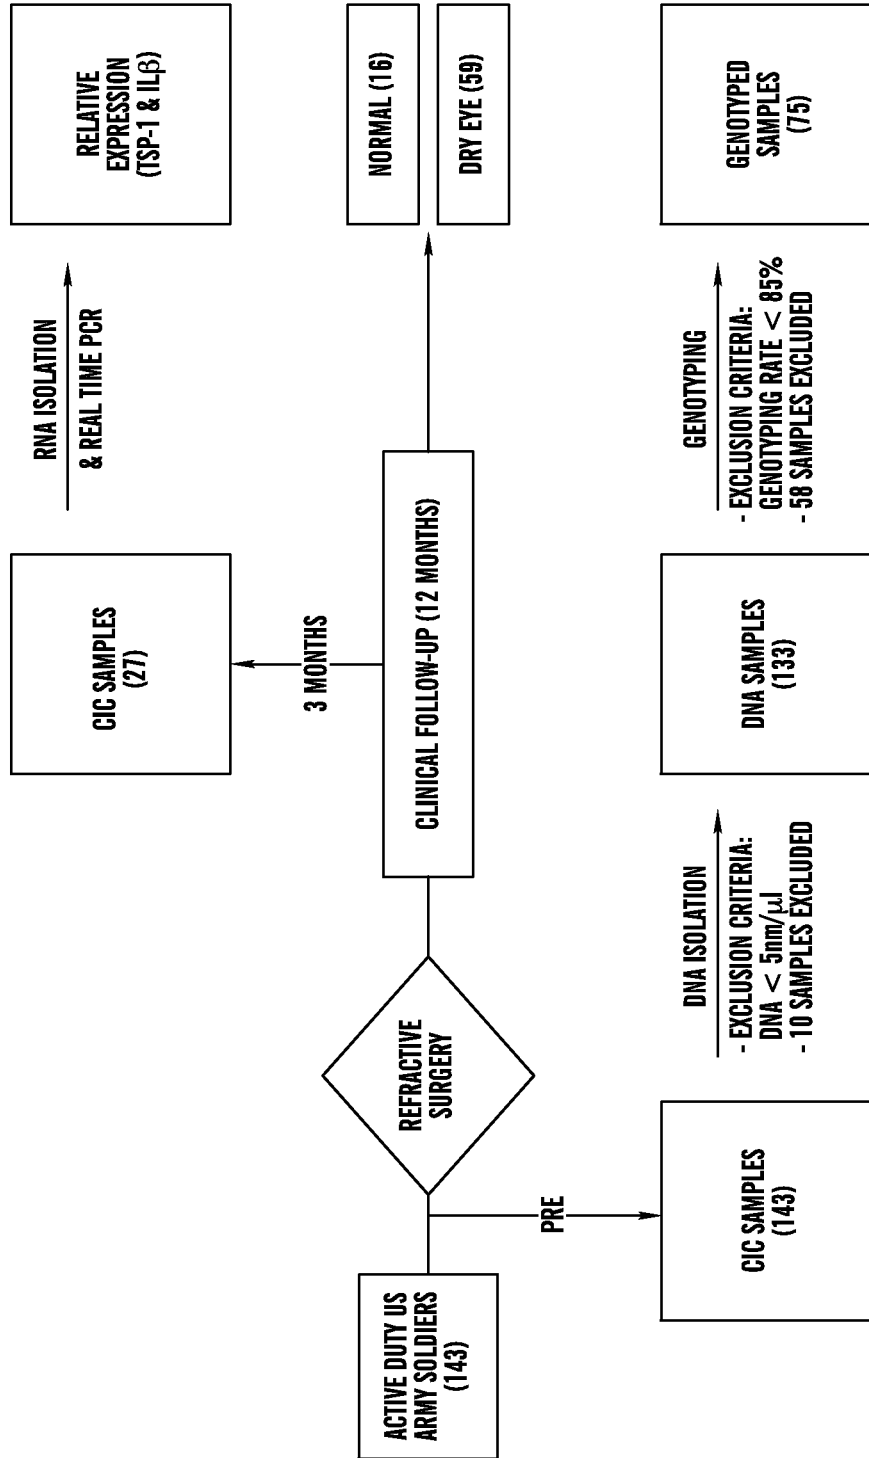 ACTIVE DUTY US
ARMY SOLDIERS
(143)
PRE
REFRACTIVE
SURGERY
CLINICAL FOLLOW-UP (12 MONTHS)
3 MONTHS
CIC SAMPLES
(27)
RNA ISOLATION
& REAL TIME PCR
RELATIVE
EXPRESSION
(TSP-1 & ILβ)
NORMAL (16)
DRY EYE (59)
CIC SAMPLES
(143)
DNA ISOLATION
- EXCLUSION CRITERIA:
DNA < 5nm/μl
- 10 SAMPLES EXCLUDED
DNA SAMPLES
(133)
GENOTYPING
- EXCLUSION CRITERIA:
GENOTYPING RATE < 85%
- 58 SAMPLES EXCLUDED
GENOTYPED
SAMPLES
(75)